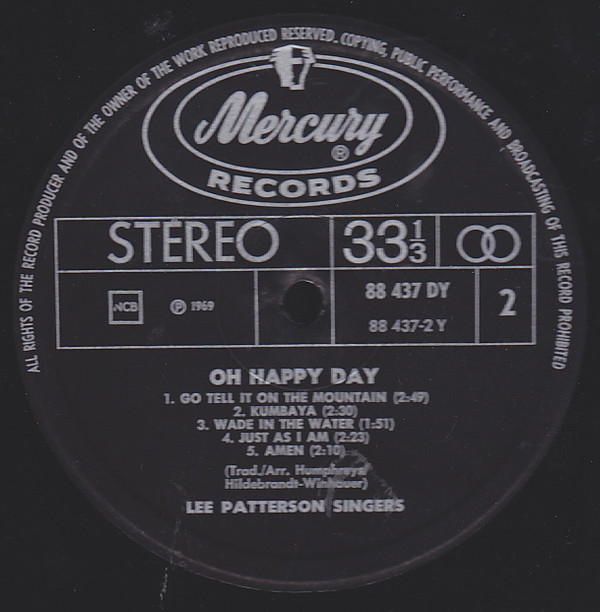 ALL RIGHTS OF THE RECORD PRODUCER AND OF THE OWNER OF THE WORK REPRODUCED RESERVED. COPYING, PUBLIC PERFORMANCE AND BROADCASTING OF THIS RECORD PROHIBITED
Mercury ®
RECORDS
STÉREO 33 1/3
NCB ℗ 1969 88 437 DY 2
88 437-2 Y
OH HAPPY DAY
1. GO TELL IT ON THE MOUNTAIN (2:49)
2. KUMBAYA (2:30)
3. WADE IN THE WATER (1:51)
4. JUST AS I AM (2:23)
5. AMEN (2:10)
(Trad./Arr. Humphreys/
Hildebrandt-Winhauer)
LEE PATTERSON SINGERS